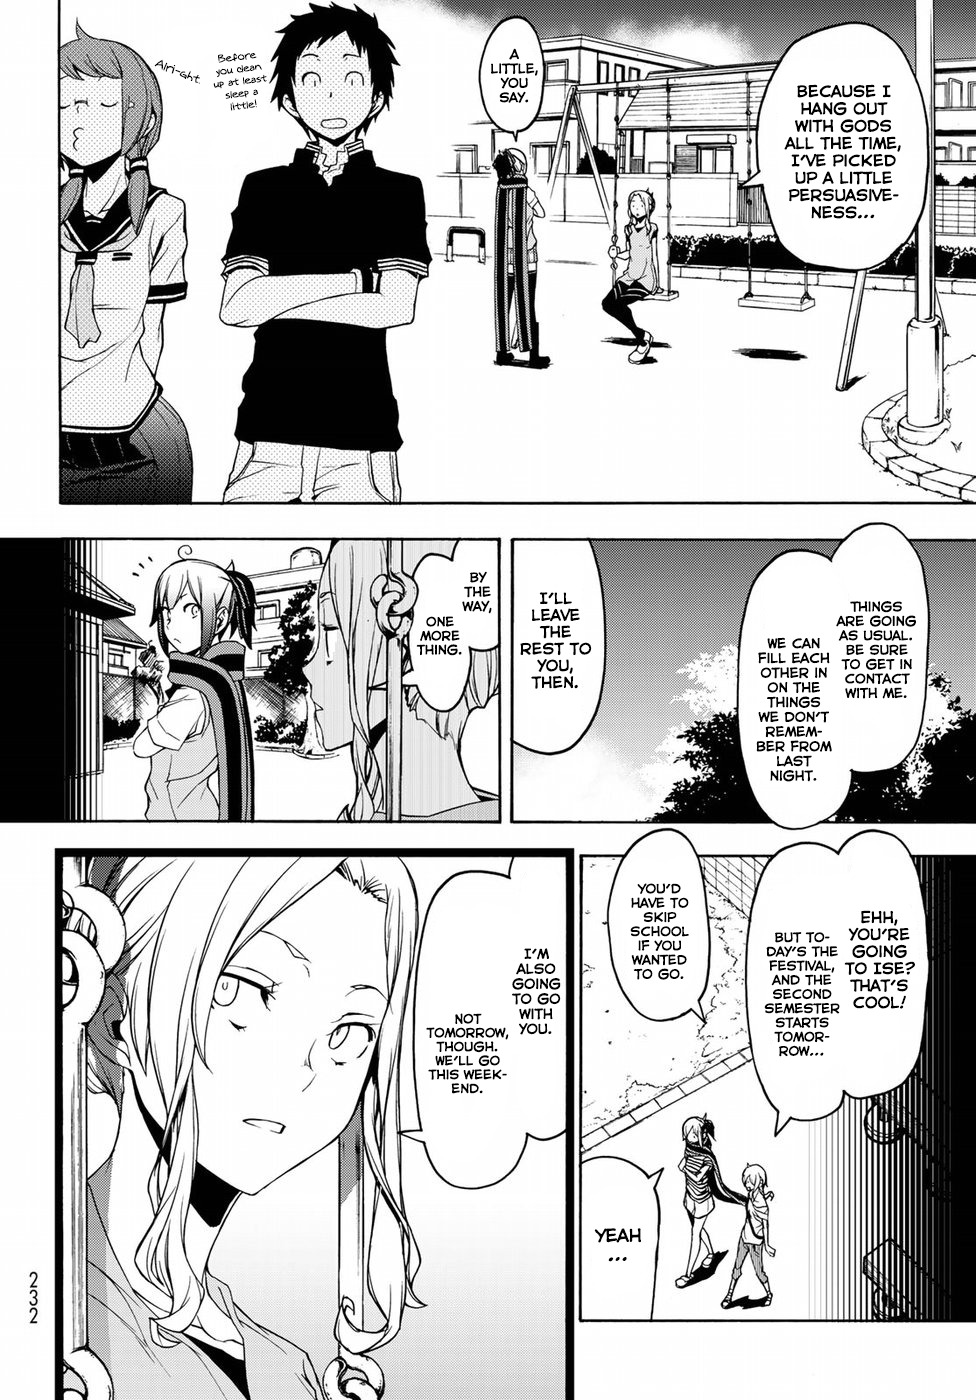 BECAUSE I
HANG OUT
WITH GODS
ALL THE TIME,
I'VE PICKED
UP A LITTLE
PERSUASIVE-
NESS...
A
LITTLE,
YOU
SAY.
Before
you clean
up at least
sleep a
little!
Alri-ght
THINGS
ARE GOING
AS USUAL.
BE SURE
TO GET IN
CONTACT
WITH ME.
WE CAN
FILL EACH
OTHER IN
ON THE
THINGS
WE DON'T
REMEM-
BER FROM
LAST
NIGHT.
I'LL
LEAVE
THE
REST TO
YOU,
THEN.
BY
THE
WAY,
ONE
MORE
THING.
EHH,
YOU'RE
GOING
TO ISE?
THAT'S
COOL!
BUT TO-
DAY'S THE
FESTIVAL,
AND THE
SECOND
SEMESTER
STARTS
TOMOR-
ROW...
YOU'D
HAVE TO
SKIP
SCHOOL
IF YOU
WANTED
TO GO.
YEAH
...
I'M
ALSO
GOING
TO GO
WITH
YOU.
NOT
TOMORROW,
THOUGH.
WE'LL GO
THIS WEEK-
END.
232